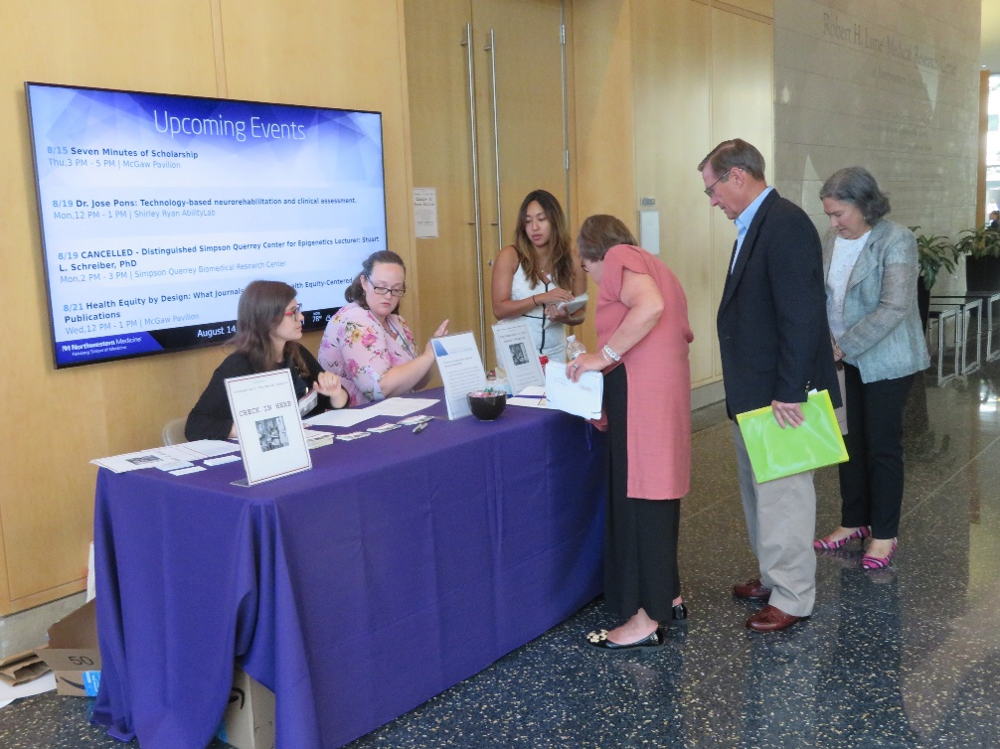 Upcoming Events
8/15 Seven Minutes of Scholarship
Thu,3 PM - 5 PM | McGaw Pavilion
8/19 Dr. Jose Pons: Technology-based neurorehabilitation and clinical assessment.
Mon,12 PM - 1 PM | Shirley Ryan AbilityLab
8/19 CANCELLED - Distinguished Simpson Querrey Center for Epigenetics Lecturer: Stuart
L. Schreiber, PhD
Mon,2 PM - 3 PM | Simpson Querrey Biomedical Research Center
8/21 Health Equity by Design: What Journals Health Equity-Centered
Publications
Wed,12 PM - 1 PM | McGaw Pavilion
August 14
78°
Northwestern Medicine
Feinberg School of Medicine
Robert H. Lurie Medical Research Center
CHECK IN HERE
50